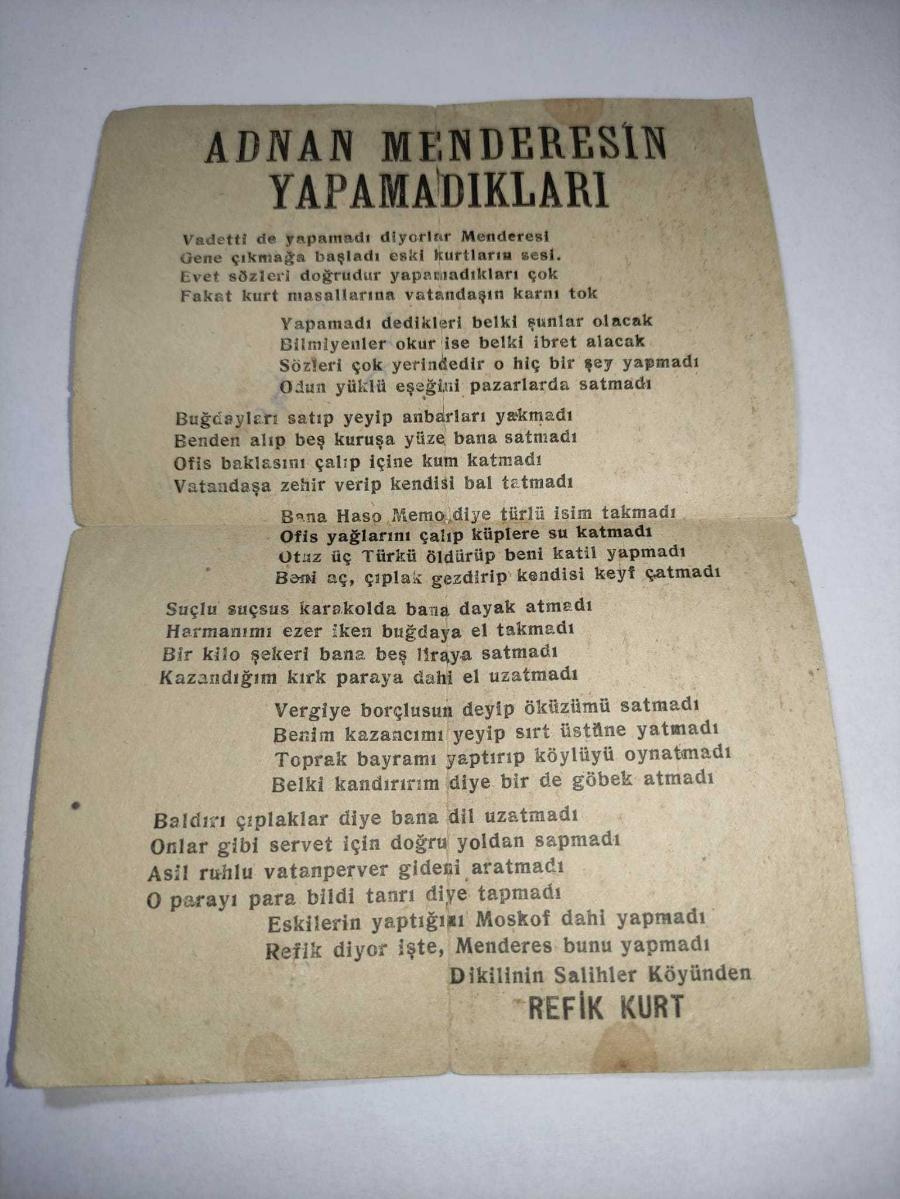 ADNAN MENDERESİN
YAPAMADIKLARI
Vadetti de yapamadı diyorlar Menderesi
Gene çıkmağa başladı eski kurtların sesi.
Evet sözleri doğrudur yapamadıkları çok
Fakat kurt masallarına vatandaşın karnı tok
Yapamadı dedikleri belki şunlar olacak
Bilmiyenler okur ise belki ibret alacak
Sözleri çok yerindedir o hiç bir şey yapmadı
Odun yüklü eşeğini pazarlarda satmadı
Buğdayları satıp yeyip anbarları yakmadı
Benden alıp beş kuruşa yüze bana satmadı
Ofis baklasını çalıp içine kum katmadı
Vatandaşa zehir verip kendisi bal tatmadı
Bana Haso Memo diye türlü isim takmadı
Ofis yağlarını çalıp küplere su katmadı
Otuz üç Türkü öldürüp beni katil yapmadı
Beni aç, çıplak gezdirip kendisi keyf çatmadı
Suçlu suçsus karakolda bana dayak atmadı
Harmanımı ezer iken buğdaya el takmadı
Bir kilo şekeri bana beş liraya satmadı
Kazandığım kırk paraya dahi el uzatmadı
Vergiye borçlusun deyip öküzümü satmadı
Benim kazancımı yeyip sırt üstüne yatmadı
Toprak bayramı yaptırıp köylüyü oynatmadı
Belki kandırırım diye bir de göbek atmadı
Baldırı çıplaklar diye bana dil uzatmadı
Onlar gibi servet için doğru yoldan sapmadı
Asil ruhlu vatanperver gideni aratmadı
O parayı para bildi tanrı diye tapmadı
Eskilerin yaptığını Moskof dahi yapmadı
Refik diyor işte, Menderes bunu yapmadı
Dikilinin Salihler Köyünden
REFİK KURT